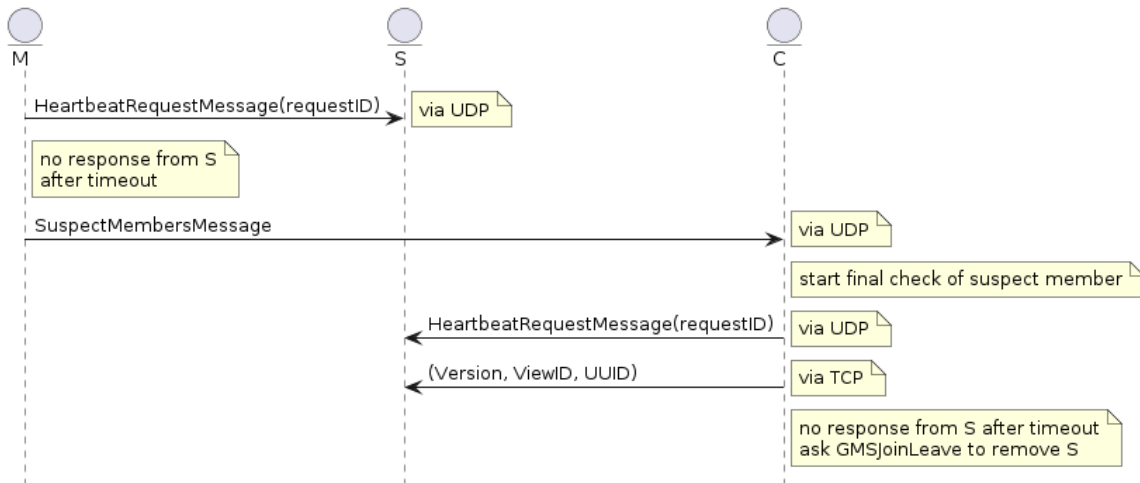 M
S
C
HeartbeatRequestMessage(requestID)
via UDP
no response from S
after timeout
SuspectMembersMessage
via UDP
start final check of suspect member
HeartbeatRequestMessage(requestID)
via UDP
(Version, ViewID, UUID)
via TCP
no response from S after timeout
ask GMSJoinLeave to remove S